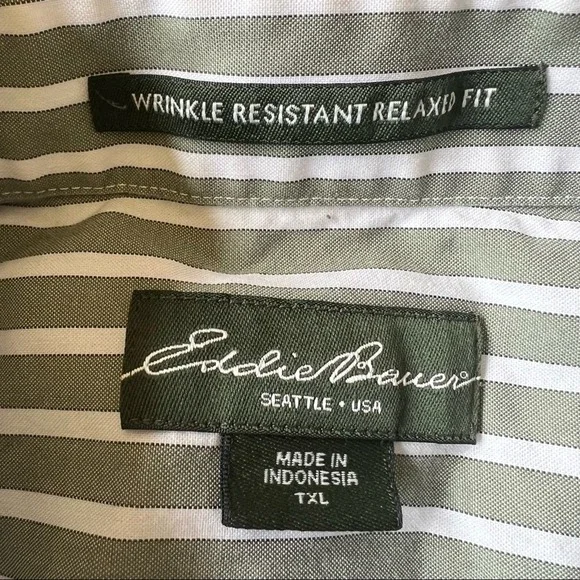 WRINKLE RESISTANT RELAXED FIT
Eddie Bauer®
SEATTLE • USA
MADE IN
INDONESIA
TXL